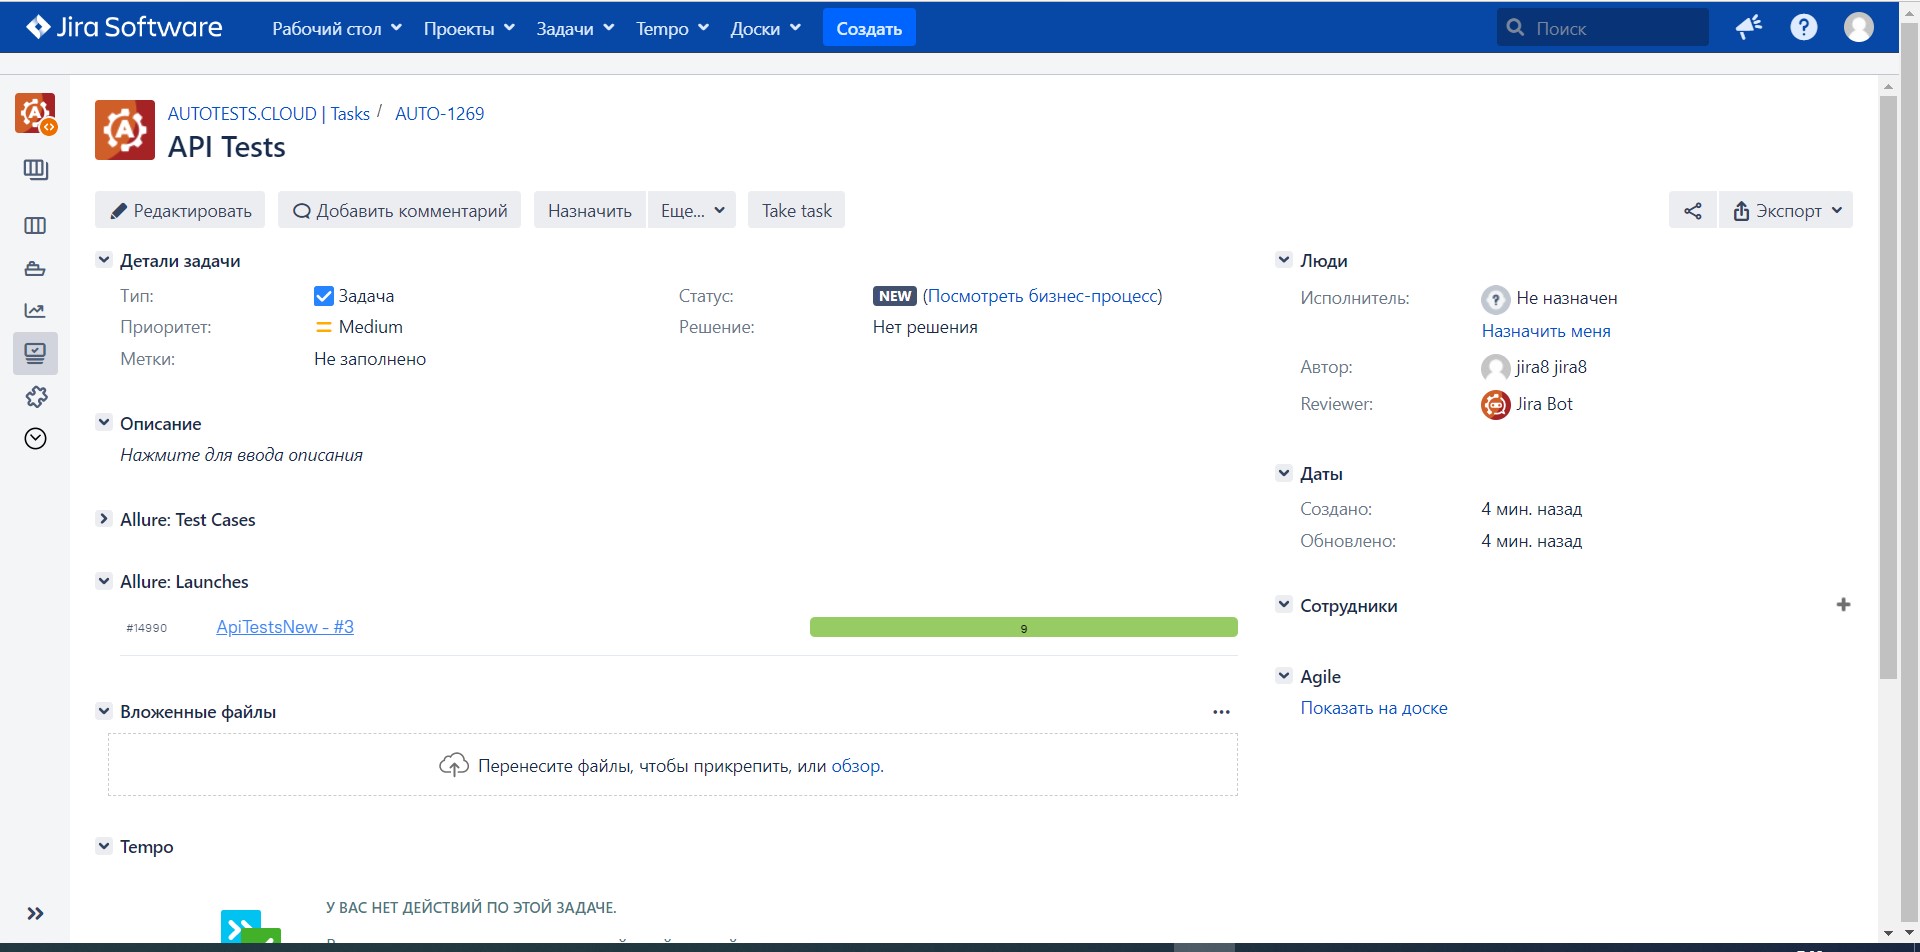 Jira Software
Рабочий стол Проекты Задачи Tempo Доски Создать
Поиск
AUTOTESTS.CLOUD | Tasks / AUTO-1269
API Tests
Редактировать Добавить комментарий Назначить Еще... Take task
Экспорт
Детали задачи
Тип: Задача
Статус: NEW (Посмотреть бизнес-процесс)
Приоритет: Medium
Решение: Нет решения
Метки: Не заполнено
Описание
Нажмите для ввода описания
Allure: Test Cases
Allure: Launches
#14990 ApiTestsNew - #3 9
Вложенные файлы
Перенесите файлы, чтобы прикрепить, или обзор.
Tempo
У ВАС НЕТ ДЕЙСТВИЙ ПО ЭТОЙ ЗАДАЧЕ.
Люди
Исполнитель: Не назначен
Назначить меня
Автор: jira8 jira8
Reviewer: Jira Bot
Даты
Создано: 4 мин. назад
Обновлено: 4 мин. назад
Сотрудники
Agile
Показать на доске